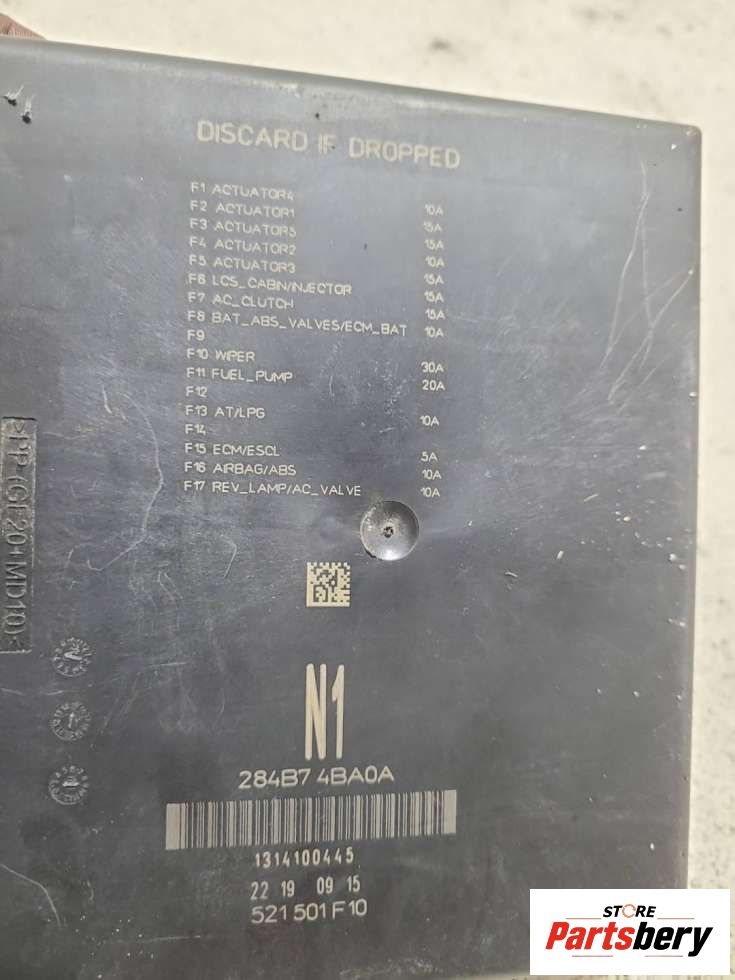 DISCARD IF DROPPED
F1 ACTUATOR4 10A
F2 ACTUATOR1 15A
F3 ACTUATOR5 15A
F4 ACTUATOR2 10A
F5 ACTUATOR3 15A
F6 LCS_CABIN/INJECTOR 15A
F7 AC_CLUTCH 15A
F8 BAT_ABS_VALVES/ECM_BAT 10A
F9
F10 WIPER 30A
F11 FUEL_PUMP 20A
F12
F13 AT/LPG 10A
F14
F15 ECM/ESCL 5A
F16 AIRBAG/ABS 10A
F17 REV_LAMP/AC_VALVE 10A
>PP-(GF20+MD10)<
N1
284B7 4BA0A
1314100445
22 19 09 15
521501F10
STORE
Partsbery